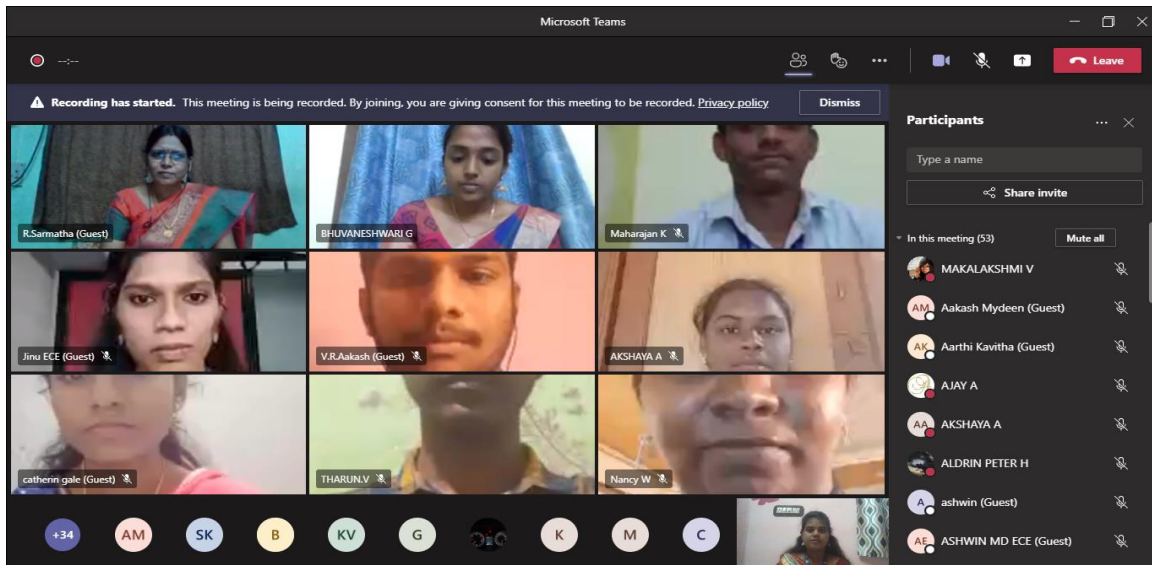 Microsoft Teams
--:--
Leave
Recording has started. This meeting is being recorded. By joining, you are giving consent for this meeting to be recorded. Privacy policy
Dismiss
R.Sarmatha (Guest)
BHUVANESHWARI G
Maharajan K
Jinu ECE (Guest)
V.R.Aakash (Guest)
AKSHAYA A
catherin gale (Guest)
THARUN.V
Nancy W
+34
AM
SK
B
KV
G
K
M
C
Participants
Type a name
Share invite
In this meeting (53)
Mute all
MAKALAKSHMI V
AM Aakash Mydeen (Guest)
AK Aarthi Kavitha (Guest)
AJAY A
AA AKSHAYA A
ALDRIN PETER H
A ashwin (Guest)
AE ASHWIN MD ECE (Guest)